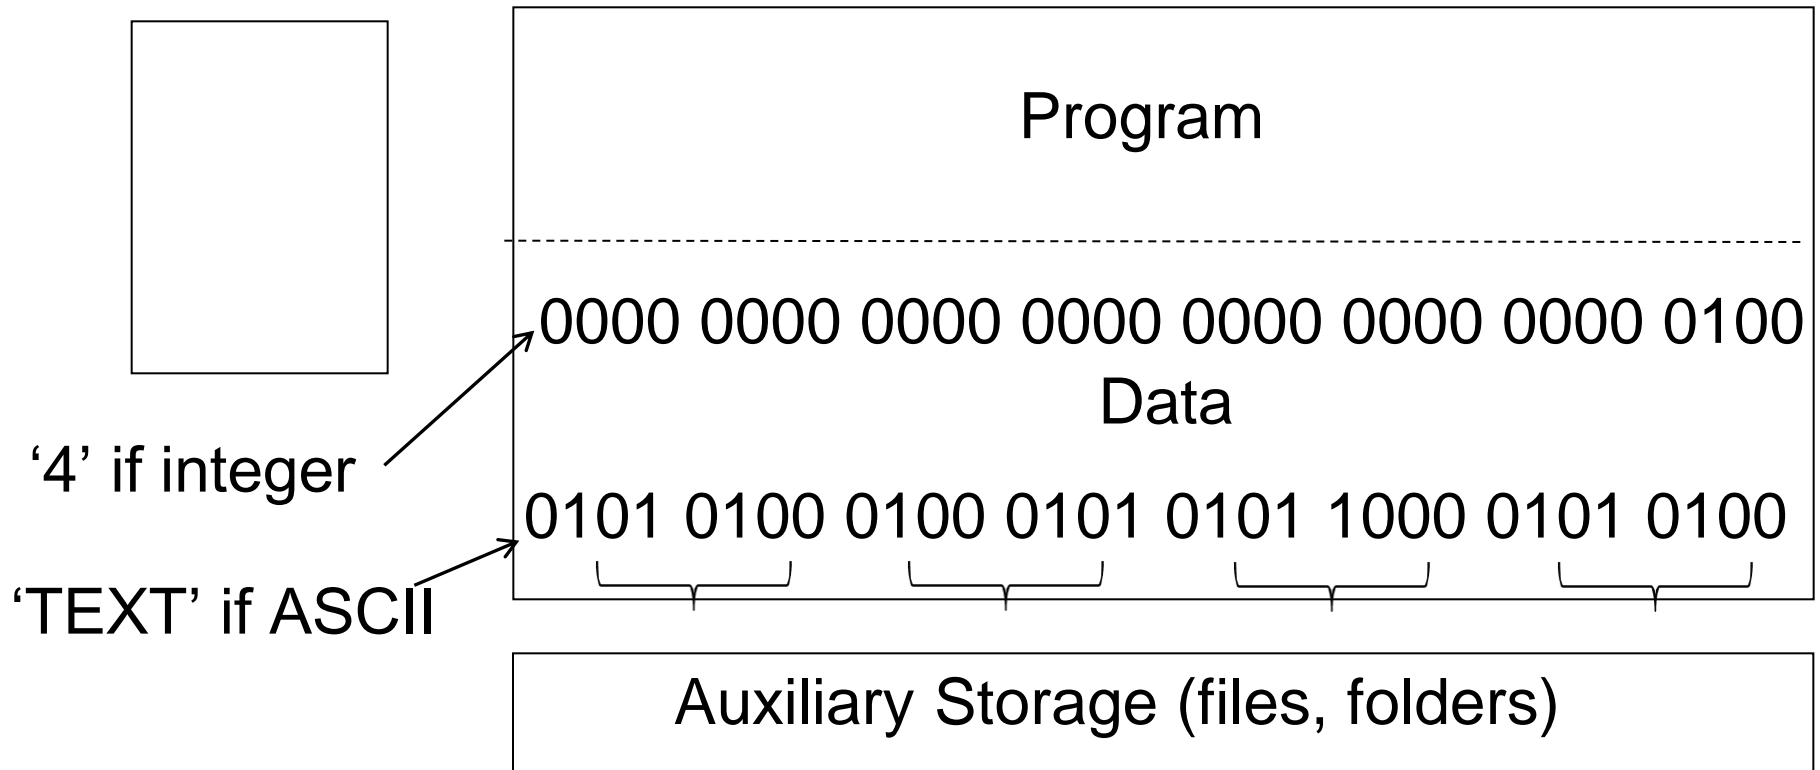 Program
0000 0000 0000 0000 0000 0000 0000 0100
Data
‘4’ if integer
0101 0100 0100 0101 0101 1000 0101 0100
‘TEXT’ if ASCII
Auxiliary Storage (files, folders)